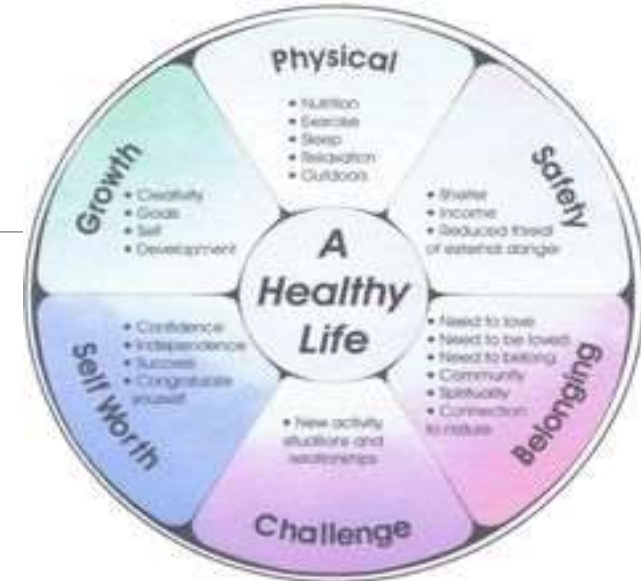 Physical
• Nutrition
• Exercise
• Sleep
• Relaxation
• Outdoors
Safety
• Shelter
• Income
• Reduced threat
of external danger
Belonging
• Need to love
• Need to be loved
• Need to belong
• Community
• Spirituality
• Connection
to nature
Challenge
• New activity
situations and
relationships
Self Worth
• Confidence
• Independence
• Success
• Congratulate
yourself
Growth
• Creativity
• Goals
• Self
• Development
A
Healthy
Life